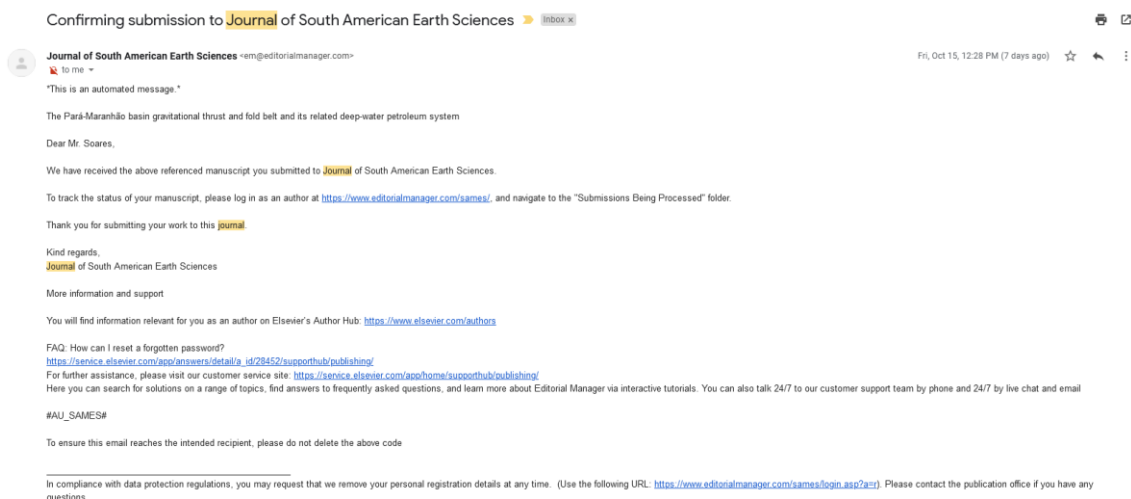 Confirming submission to Journal of South American Earth Sciences Inbox x
Journal of South American Earth Sciences <em@editorialmanager.com> Fri, Oct 15, 12:28 PM (7 days ago)
to me
*This is an automated message.*
The Pará-Maranhão basin gravitational thrust and fold belt and its related deep-water petroleum system
Dear Mr. Soares,
We have received the above referenced manuscript you submitted to Journal of South American Earth Sciences.
To track the status of your manuscript, please log in as an author at https://www.editorialmanager.com/sames/, and navigate to the "Submissions Being Processed" folder.
Thank you for submitting your work to this journal.
Kind regards,
Journal of South American Earth Sciences
More information and support
You will find information relevant for you as an author on Elsevier's Author Hub: https://www.elsevier.com/authors
FAQ: How can I reset a forgotten password?
https://service.elsevier.com/app/answers/detail/a_id/28452/supporthub/publishing/
For further assistance, please visit our customer service site: https://service.elsevier.com/app/home/supporthub/publishing/
Here you can search for solutions on a range of topics, find answers to frequently asked questions, and learn more about Editorial Manager via interactive tutorials. You can also talk 24/7 to our customer support team by phone and 24/7 by live chat and email
#AU_SAMES#
To ensure this email reaches the intended recipient, please do not delete the above code
In compliance with data protection regulations, you may request that we remove your personal registration details at any time. (Use the following URL: https://www.editorialmanager.com/sames/login.asp?a=r). Please contact the publication office if you have any
questions.